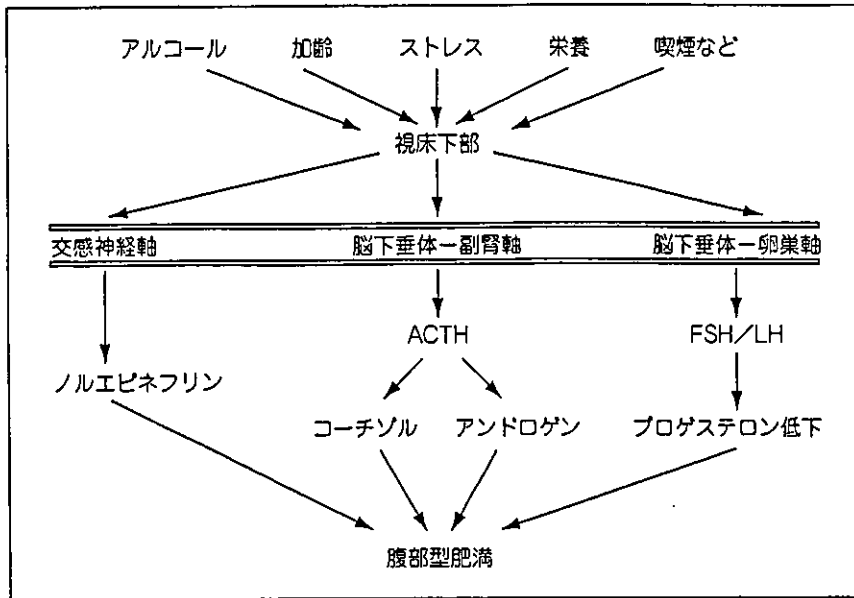 アルコール 加齢 ストレス 栄養 喫煙など
視床下部
交感神経軸 脳下垂体ー副腎軸 脳下垂体ー卵巣軸
ACTH FSH/LH
ノルエピネフリン
コーチゾル アンドロゲン プロゲステロン低下
腹部型肥満